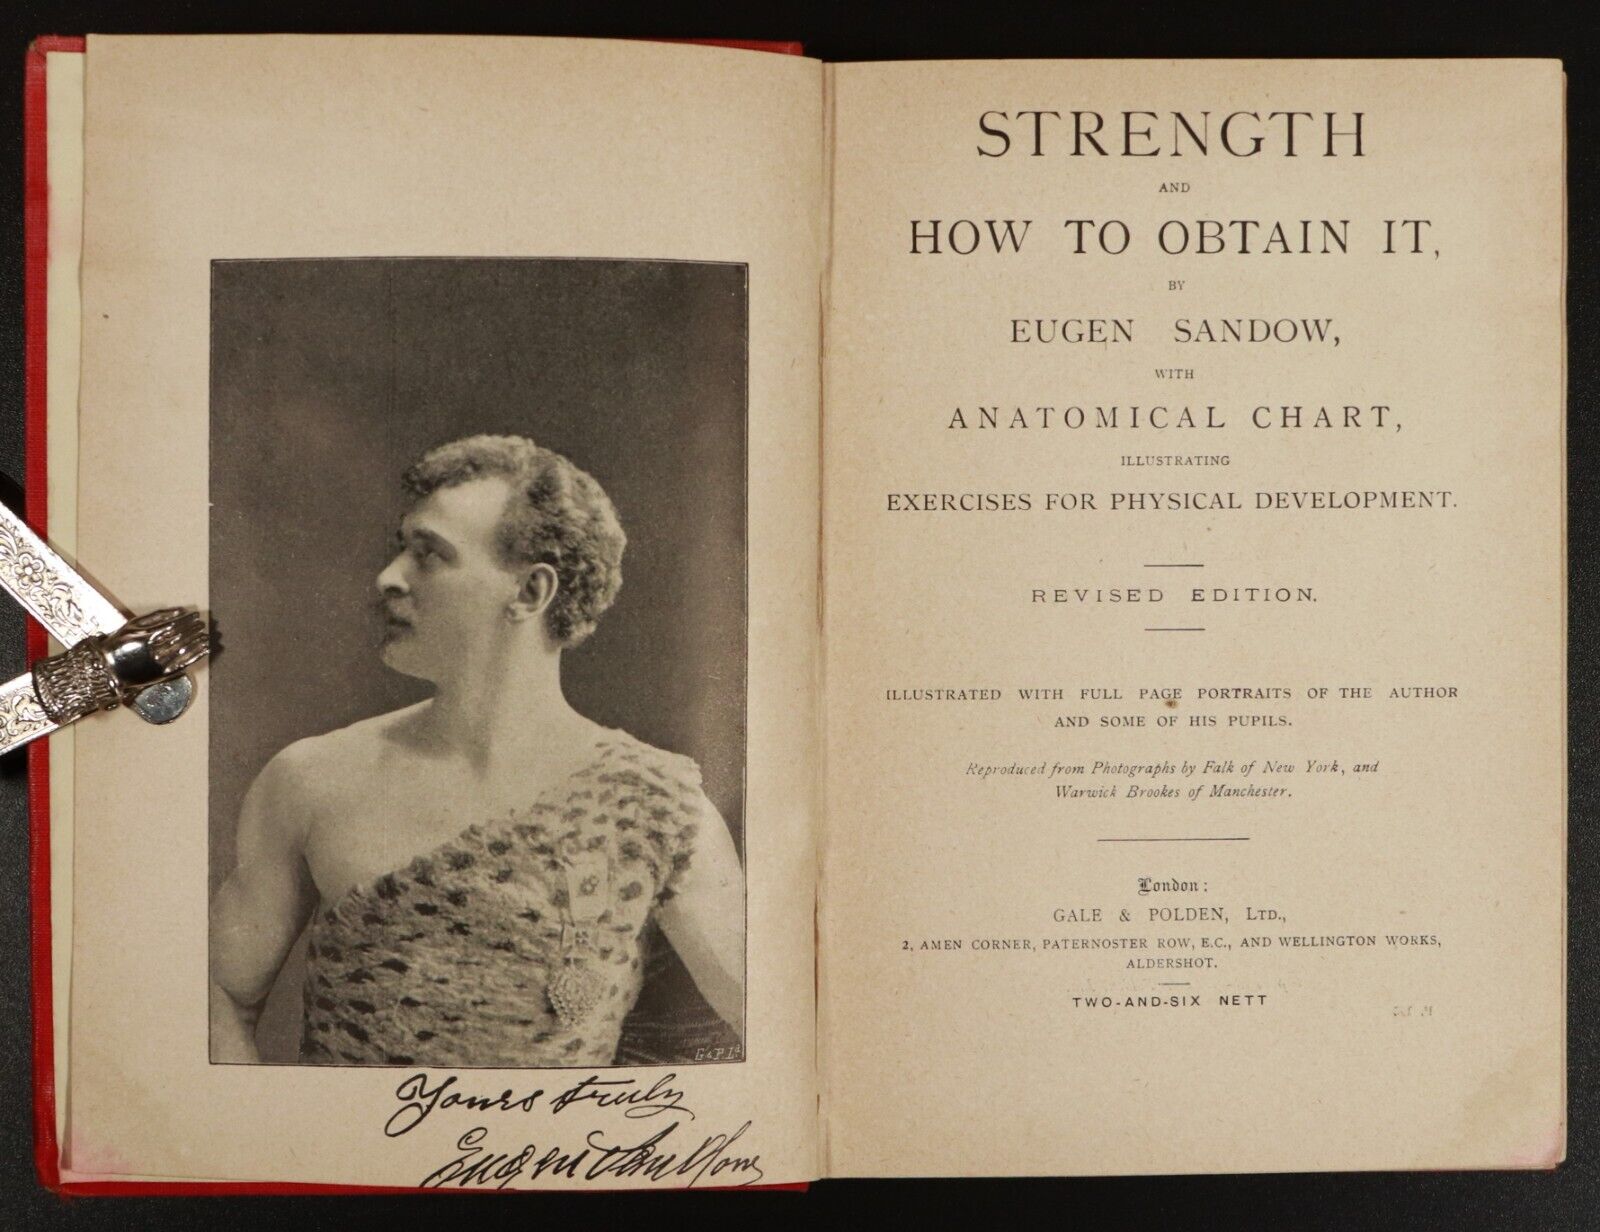 G & P. Ld
Yours truly
Eugen Sandow
STRENGTH
AND
HOW TO OBTAIN IT,
BY
EUGEN SANDOW,
WITH
ANATOMICAL CHART,
ILLUSTRATING
EXERCISES FOR PHYSICAL DEVELOPMENT.
REVISED EDITION.
ILLUSTRATED WITH FULL PAGE PORTRAITS OF THE AUTHOR
AND SOME OF HIS PUPILS.
Reproduced from Photographs by Falk of New York, and
Warwick Brookes of Manchester.
London:
GALE & POLDEN, LTD.,
2, AMEN CORNER, PATERNOSTER ROW, E.C., AND WELLINGTON WORKS,
ALDERSHOT.
TWO-AND-SIX NETT